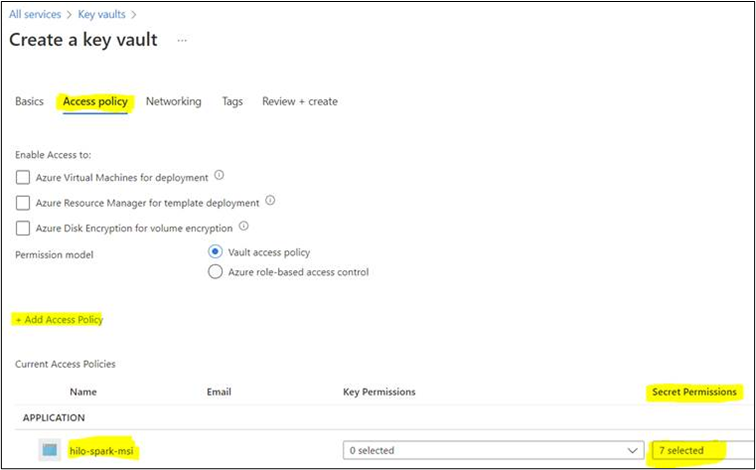 All services > Key vaults >
Create a key vault ...
Basics Access policy Networking Tags Review + create
Enable Access to:
Azure Virtual Machines for deployment
Azure Resource Manager for template deployment
Azure Disk Encryption for volume encryption
Permission model
Vault access policy
Azure role-based access control
+ Add Access Policy
Current Access Policies
Name Email Key Permissions Secret Permissions
APPLICATION
hilo-spark-msi 0 selected 7 selected